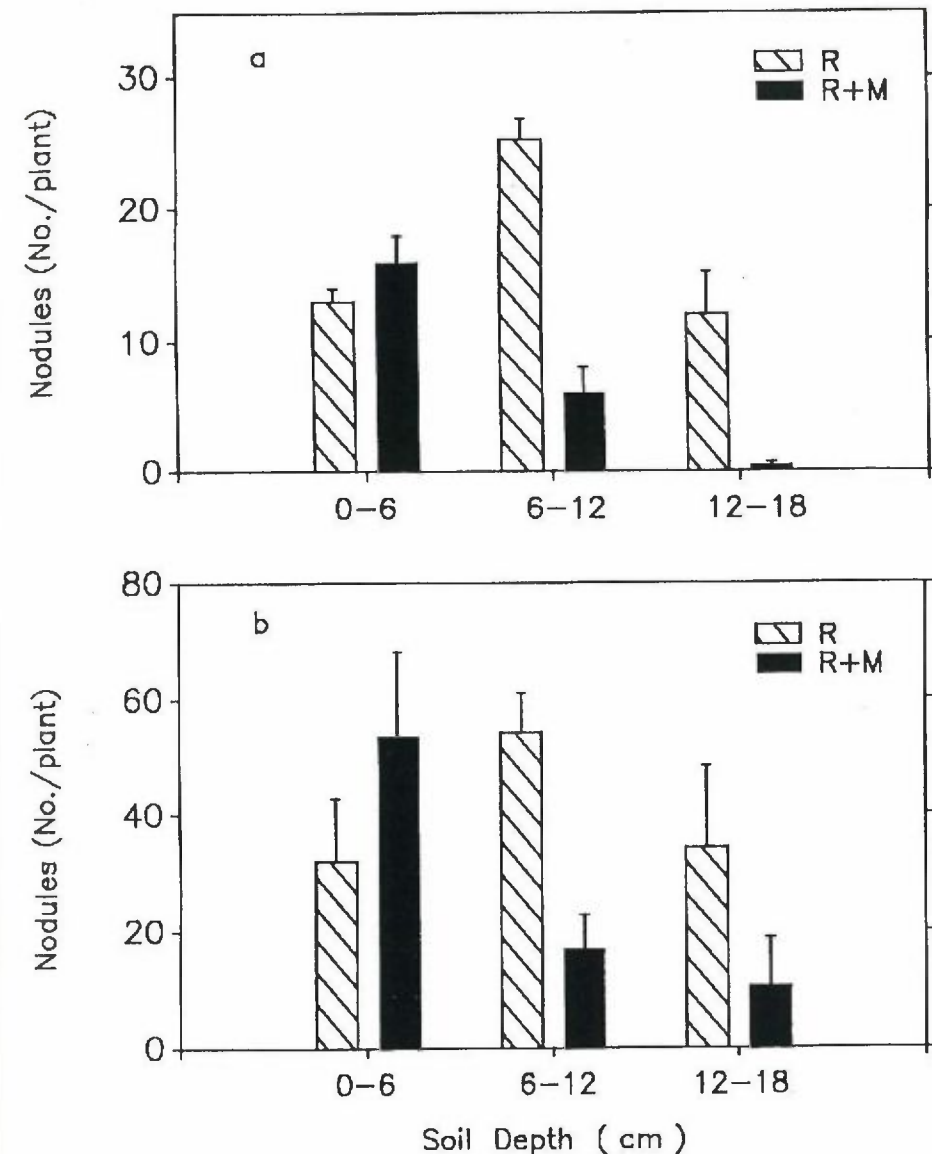 a
R
R+M
Nodules (No./plant)
30
20
10
0
0-6
6-12
12-18
b
R
R+M
Nodules (No./plant)
80
60
40
20
0
0-6
6-12
12-18
Soil Depth (cm)